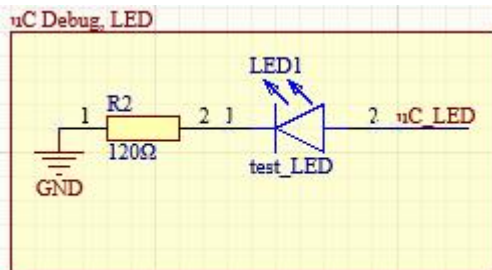 uC Debug, LED
LED1
R2
1
2
1
2
uC_LED
120Ω
test_LED
GND